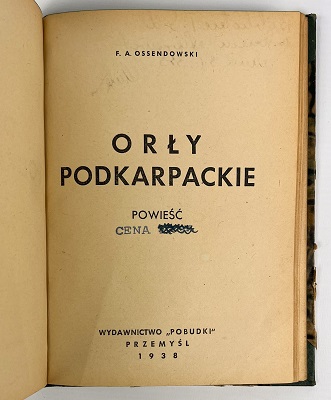 F. A. OSSENDOWSKI
ORŁY
PODKARPACKIE
POWIEŚĆ
CENA
WYDAWNICTWO „POBUDKI"
PRZEMYŚL
1938